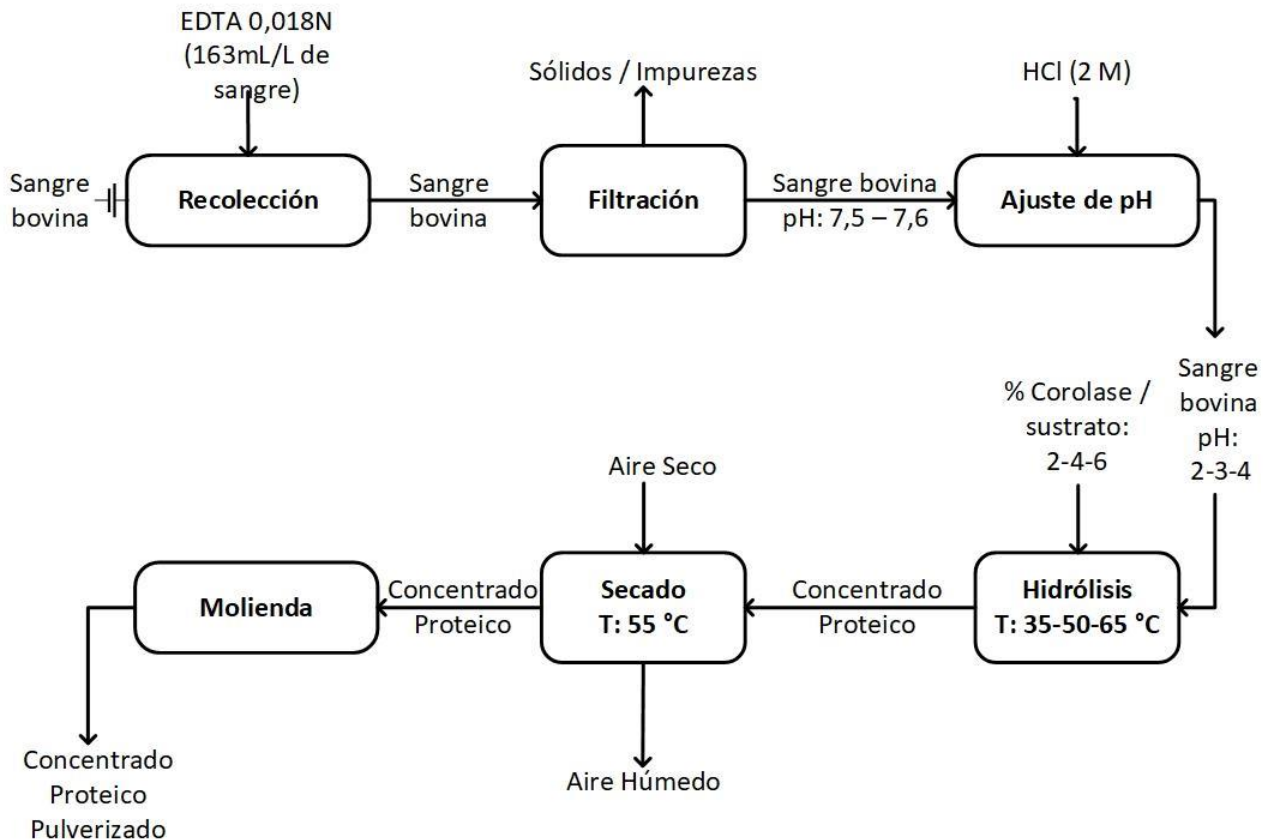 EDTA 0,018N
(163mL/L de
sangre)
Sólidos / Impurezas
HCl (2 M)
Sangre
bovina
Recolección
Sangre
bovina
Filtración
Sangre bovina
pH: 7,5 – 7,6
Ajuste de pH
Sangre
bovina
pH:
2-3-4
% Corolase /
sustrato:
2-4-6
Aire Seco
Hidrólisis
T: 35-50-65 °C
Concentrado
Proteico
Secado
T: 55 °C
Concentrado
Proteico
Molienda
Aire Húmedo
Concentrado
Proteico
Pulverizado